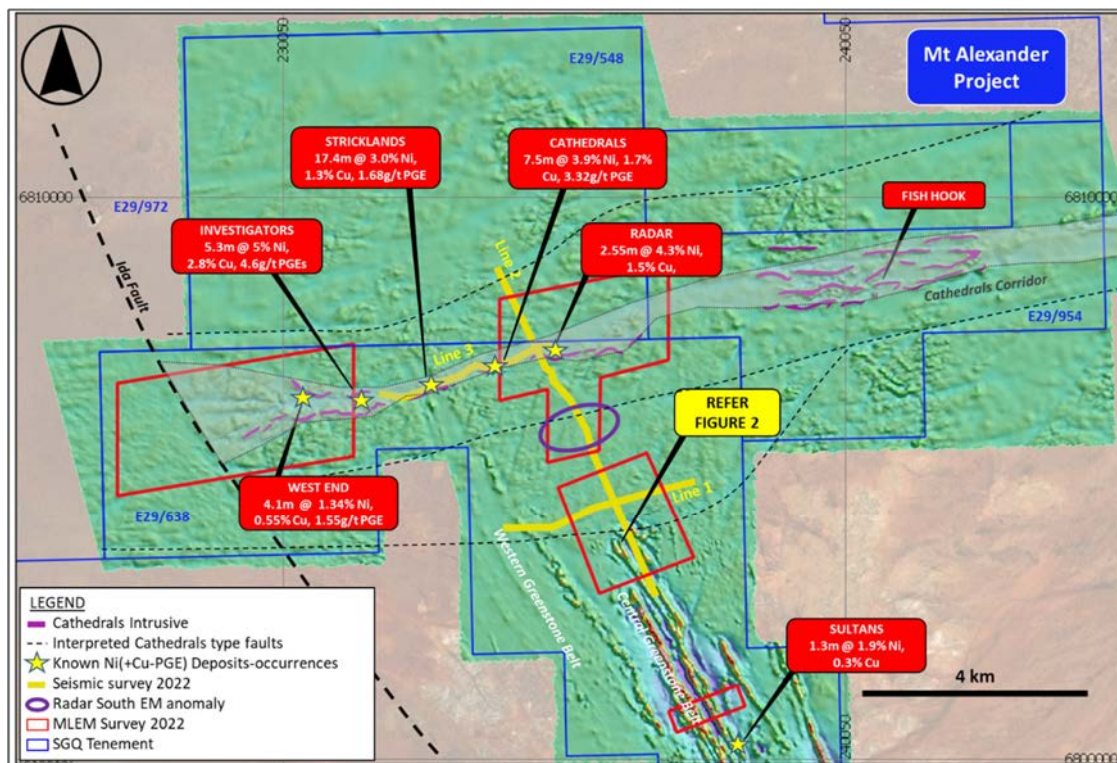 230050
240050
E29/548
Mt Alexander
Project
STRICKLANDS
17.4m @ 3.0% Ni,
1.3% Cu, 1.68g/t PGE
CATHEDRALS
7.5m @ 3.9% Ni, 1.7%
Cu, 3.32g/t PGE
6810000
6810000
FISH HOOK
E29/972
INVESTIGATORS
5.3m @ 5% Ni,
2.8% Cu, 4.6g/t PGEs
RADAR
2.55m @ 4.3% Ni,
1.5% Cu,
Ida Fault
Line 2
Cathedrals Corridor
E29/954
Line 3
REFER
FIGURE 2
WEST END
4.1m @ 1.34% Ni,
0.55% Cu, 1.55g/t PGE
Line 1
E29/638
Western Greenstone Belt
Central Greenstone Belt
LEGEND
Cathedrals Intrusive
Interpreted Cathedrals type faults
Known Ni(+Cu-PGE) Deposits-occurrences
Seismic survey 2022
Radar South EM anomaly
MLEM Survey 2022
SGQ Tenement
SULTANS
1.3m @ 1.9% Ni,
0.3% Cu
4 km
240050
6800000